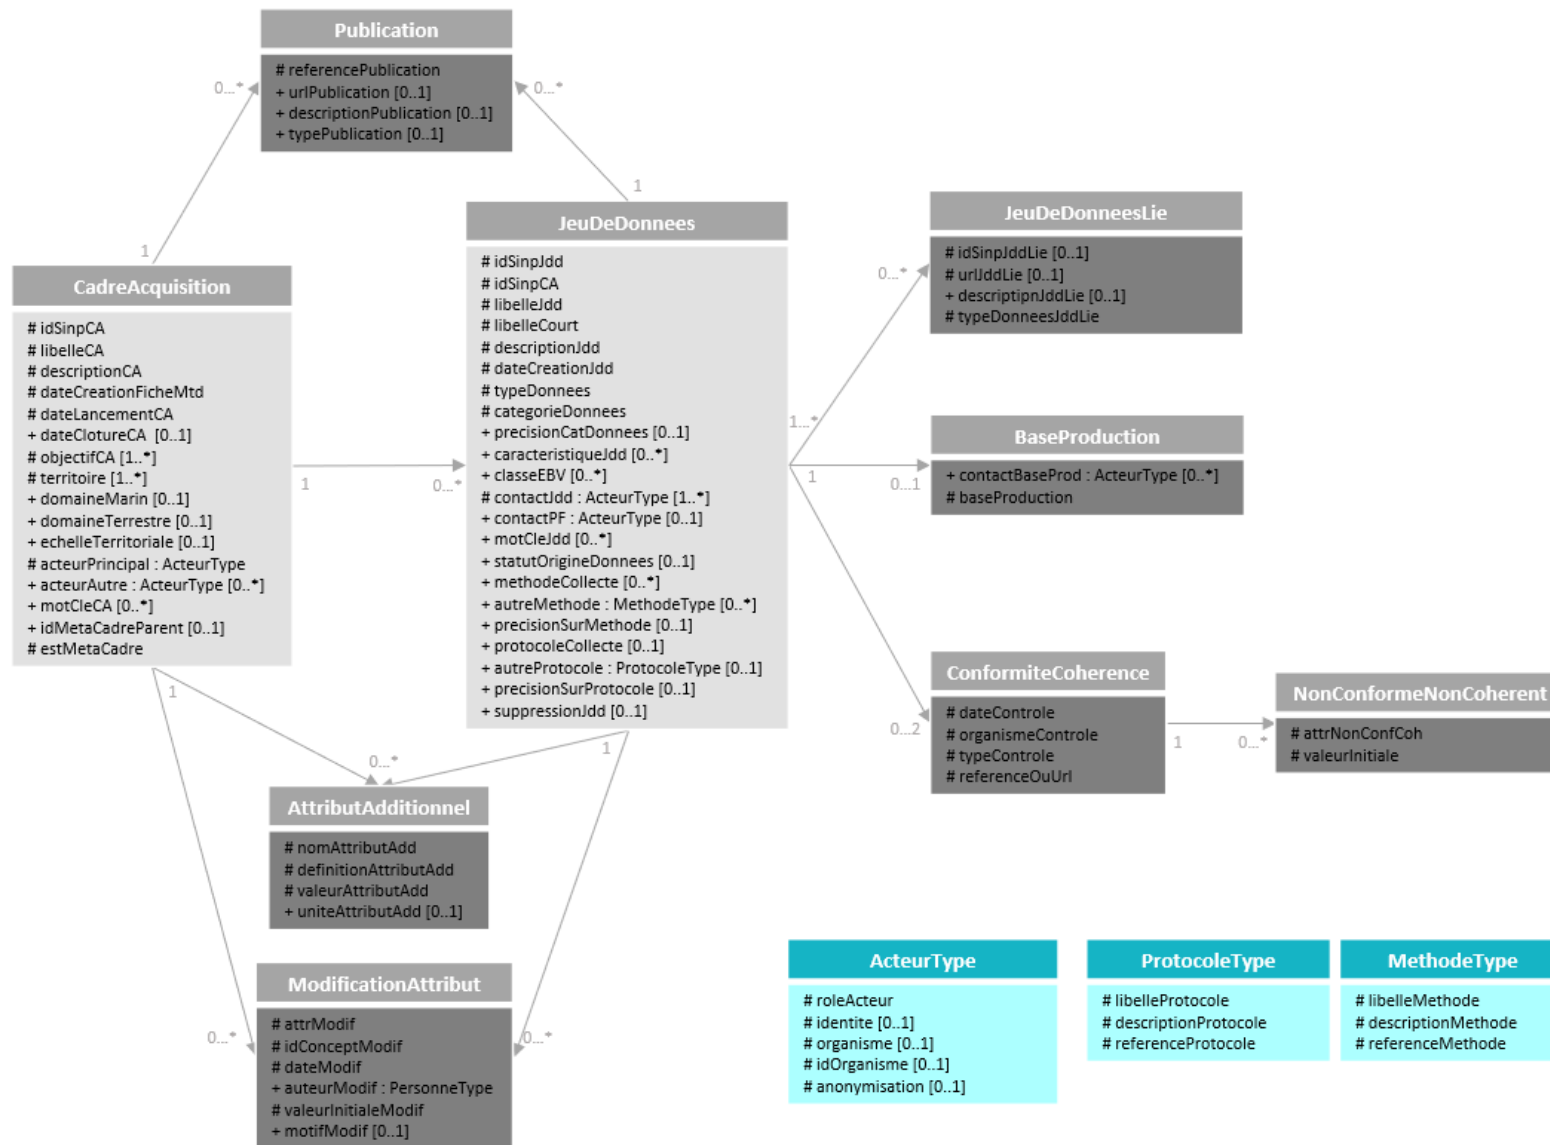 Publication
# referencePublication
+ urlPublication [0..1]
+ descriptionPublication [0..1]
+ typePublication [0..1]
0...*
0...*
1
1
CadreAcquisition
# idSinpCA
# libelleCA
# descriptionCA
# dateCreationFicheMtd
# dateLancementCA
+ dateClotureCA [0..1]
# objectifCA [1..*]
# territoire [1..*]
+ domaineMarin [0..1]
+ domaineTerrestre [0..1]
+ echelleTerritoriale [0..1]
# acteurPrincipal : ActeurType
+ acteurAutre : ActeurType [0..*]
+ motCleCA [0..*]
+ idMetaCadreParent [0..1]
# estMetaCadre
1
0...*
JeuDeDonnees
# idSinpJdd
# idSinpCA
# libelleJdd
# libelleCourt
# descriptionJdd
# dateCreationJdd
# typeDonnees
# categorieDonnees
+ precisionCatDonnees [0..1]
+ caracteristiqueJdd [0..*]
+ classeEBV [0..*]
# contactJdd : ActeurType [1..*]
+ contactPF : ActeurType [0..1]
+ motCleJdd [0..*]
+ statutOrigineDonnees [0..1]
+ methodeCollecte [0..*]
+ autreMethode : MethodeType [0..*]
+ precisionSurMethode [0..1]
+ protocoleCollecte [0..1]
+ autreProtocole : ProtocoleType [0..1]
+ precisionSurProtocole [0..1]
+ suppressionJdd [0..1]
JeuDeDonneesLie
# idSinpJddLie [0..1]
# urlJddLie [0..1]
+ descriptipnJddLie [0..1]
# typeDonneesJddLie
0...*
1...*
BaseProduction
+ contactBaseProd : ActeurType [0..*]
# baseProduction
1
0...1
ConformiteCoherence
# dateControle
# organismeControle
# typeControle
# referenceOuUrl
0...2
1
0...*
NonConformeNonCoherent
# attrNonConfCoh
# valeurInitiale
1
1
0...*
AttributAdditionnel
# nomAttributAdd
# definitionAttributAdd
# valeurAttributAdd
+ uniteAttributAdd [0..1]
ModificationAttribut
# attrModif
# idConceptModif
# dateModif
+ auteurModif : PersonneType
# valeurInitialeModif
+ motifModif [0..1]
0...*
0...*
ActeurType
# roleActeur
# identite [0..1]
# organisme [0..1]
# idOrganisme [0..1]
# anonymisation [0..1]
ProtocoleType
# libelleProtocole
# descriptionProtocole
# referenceProtocole
MethodeType
# libelleMethode
# descriptionMethode
# referenceMethode